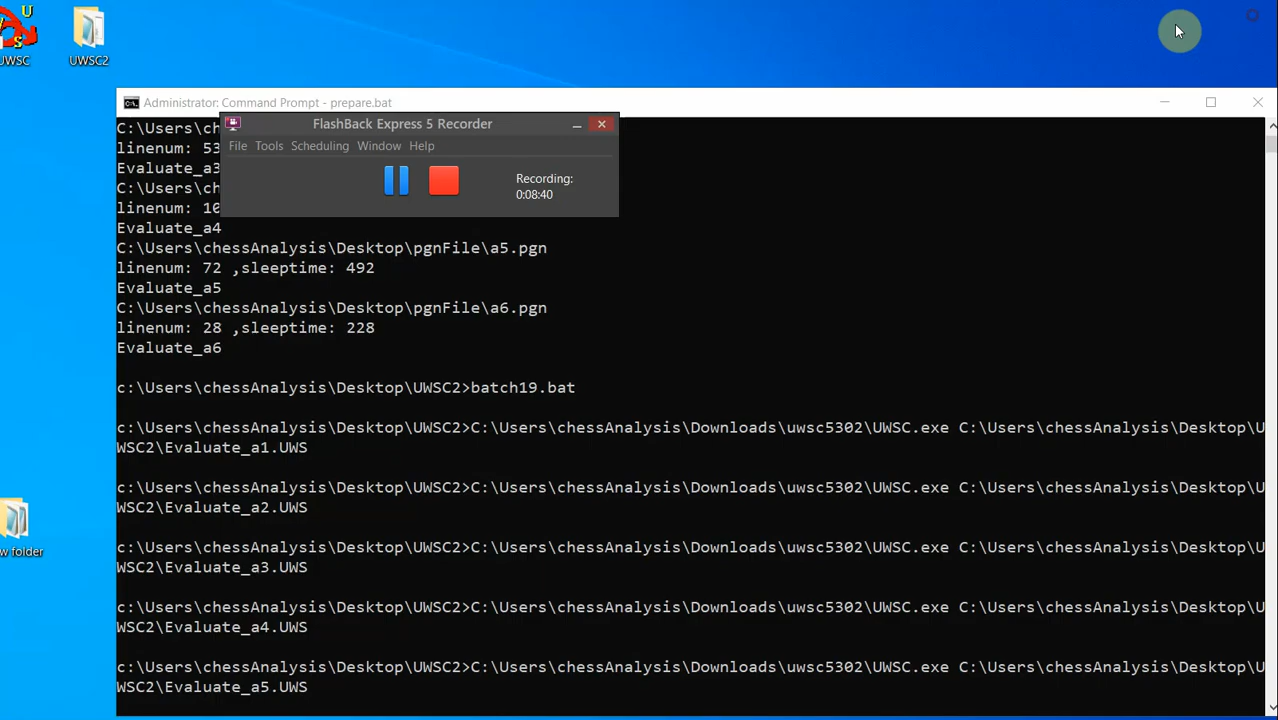 U
S
UWSC
UWSC2
Administrator: Command Prompt - prepare.bat
FlashBack Express 5 Recorder
File Tools Scheduling Window Help
Recording:
0:08:40
C:\Users\ch
linenum: 53
Evaluate_a3
C:\Users\ch
linenum: 10
Evaluate_a4
C:\Users\chessAnalysis\Desktop\pgnFile\a5.pgn
linenum: 72 ,sleeptime: 492
Evaluate_a5
C:\Users\chessAnalysis\Desktop\pgnFile\a6.pgn
linenum: 28 ,sleeptime: 228
Evaluate_a6
c:\Users\chessAnalysis\Desktop\UWSC2>batch19.bat
c:\Users\chessAnalysis\Desktop\UWSC2>C:\Users\chessAnalysis\Downloads\uwsc5302\UWSC.exe C:\Users\chessAnalysis\Desktop\U
WSC2\Evaluate_a1.UWS
c:\Users\chessAnalysis\Desktop\UWSC2>C:\Users\chessAnalysis\Downloads\uwsc5302\UWSC.exe C:\Users\chessAnalysis\Desktop\U
WSC2\Evaluate_a2.UWS
c:\Users\chessAnalysis\Desktop\UWSC2>C:\Users\chessAnalysis\Downloads\uwsc5302\UWSC.exe C:\Users\chessAnalysis\Desktop\U
WSC2\Evaluate_a3.UWS
c:\Users\chessAnalysis\Desktop\UWSC2>C:\Users\chessAnalysis\Downloads\uwsc5302\UWSC.exe C:\Users\chessAnalysis\Desktop\U
WSC2\Evaluate_a4.UWS
c:\Users\chessAnalysis\Desktop\UWSC2>C:\Users\chessAnalysis\Downloads\uwsc5302\UWSC.exe C:\Users\chessAnalysis\Desktop\U
WSC2\Evaluate_a5.UWS
w folder